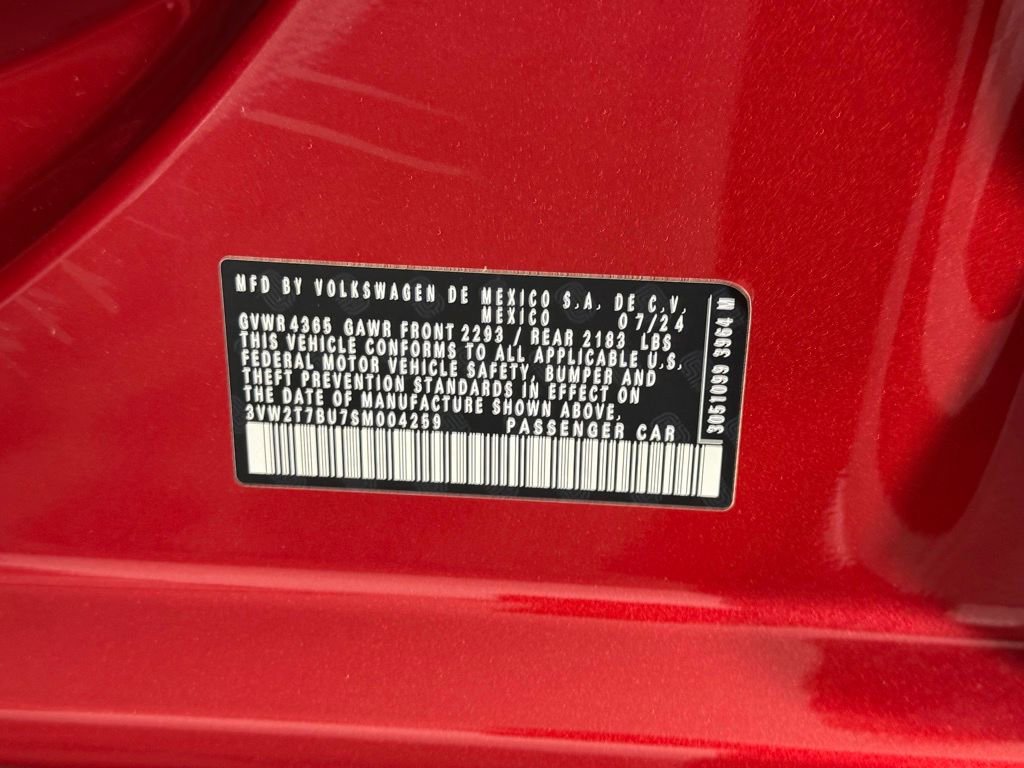 MFD BY VOLKSWAGEN DE MEXICO S.A. DE C.V.
MEXICO 07/24
GVWR 4365 GAWR FRONT 2293 / REAR 2183 LBS
THIS VEHICLE CONFORMS TO ALL APPLICABLE U.S.
FEDERAL MOTOR VEHICLE SAFETY, BUMPER AND
THEFT PREVENTION STANDARDS IN EFFECT ON
THE DATE OF MANUFACTURE SHOWN ABOVE.
3VW2T7BU7SM004259 PASSENGER CAR
3051099 3964 M